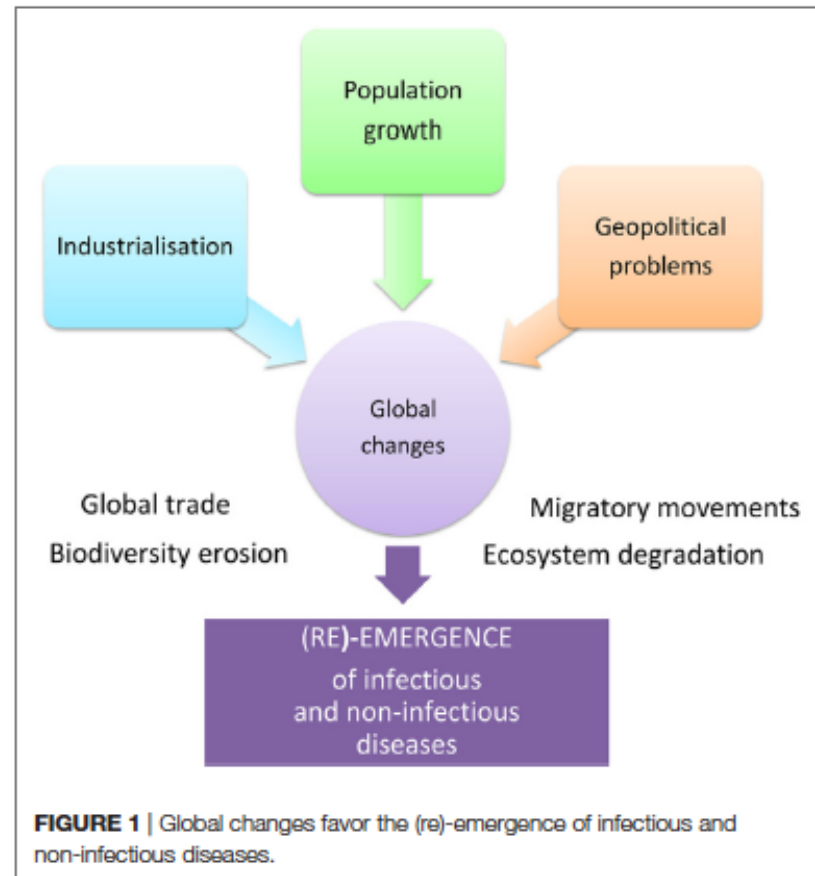 Population
growth
Industrialisation
Geopolitical
problems
Global
changes
Global trade
Migratory movements
Biodiversity erosion
Ecosystem degradation
(RE)-EMERGENCE
of infectious
and non-infectious
diseases
FIGURE 1 | Global changes favor the (re)-emergence of infectious and
non-infectious diseases.